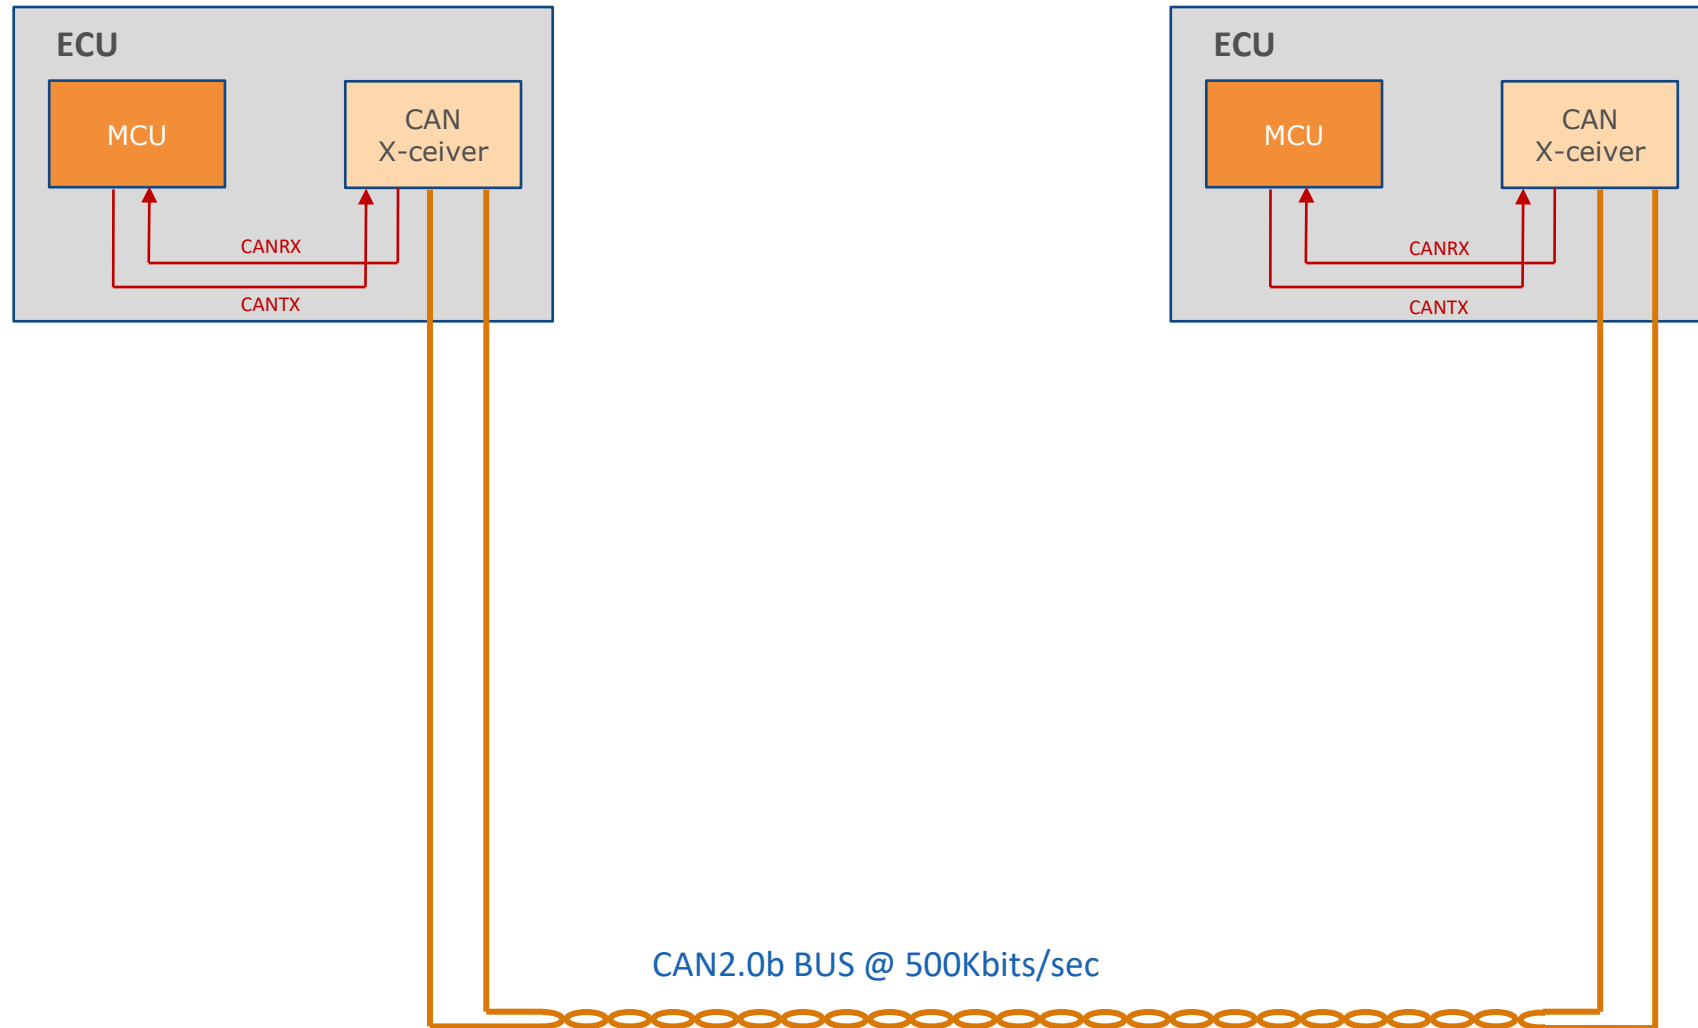 ECU
MCU
CAN
X-ceiver
CANRX
CANTX
ECU
MCU
CAN
X-ceiver
CANRX
CANTX
CAN2.0b BUS @ 500Kbits/sec